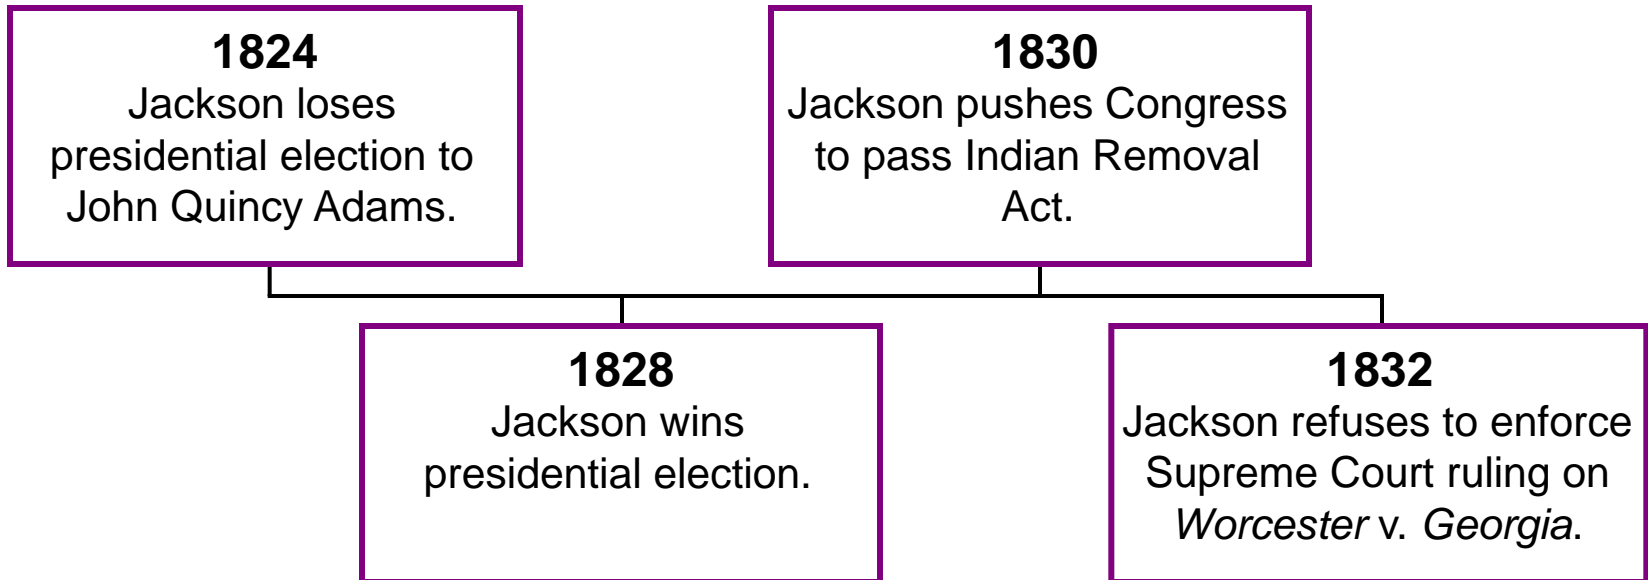 1824
Jackson loses
presidential election to
John Quincy Adams.
1828
Jackson wins
presidential election.
1830
Jackson pushes Congress
to pass Indian Removal
Act.
1832
Jackson refuses to enforce
Supreme Court ruling on
Worcester v. Georgia.